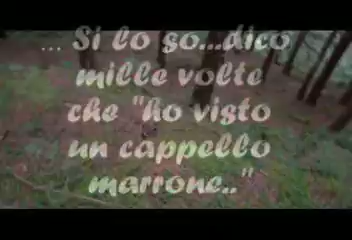 ... Si lo so...dico
mille volte
che "ho visto
un cappello
marrone.."